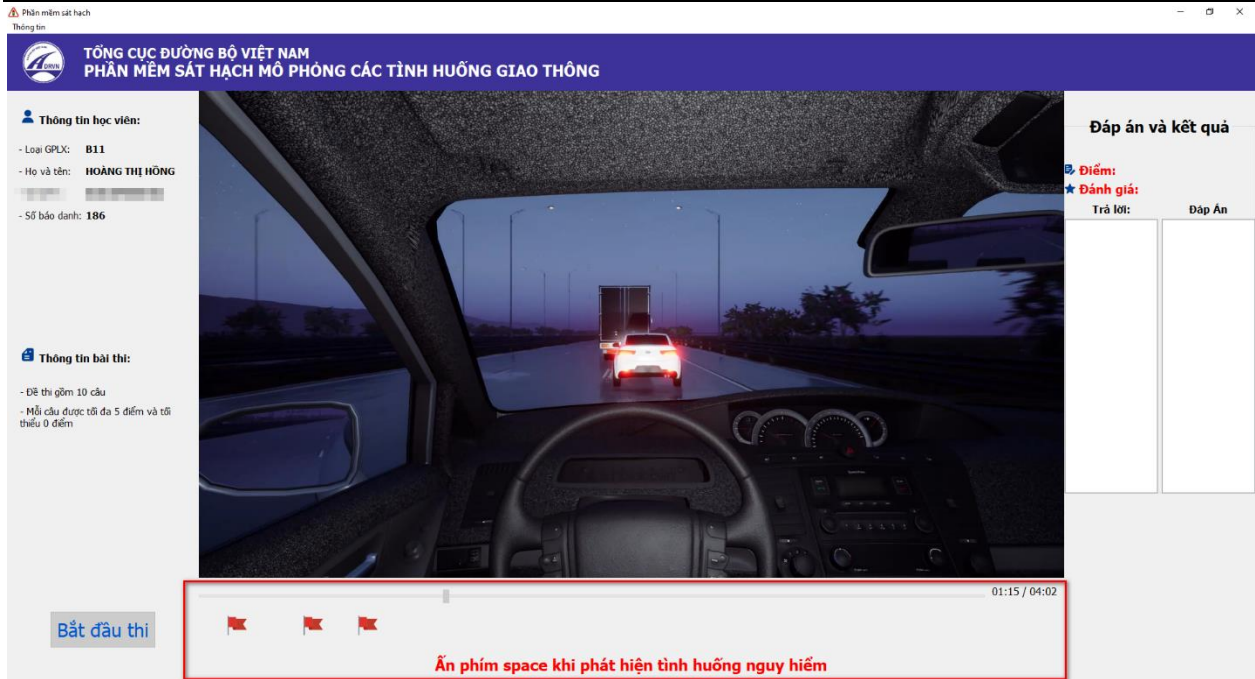 Phần mềm sát hạch
Thông tin
TỔNG CỤC ĐƯỜNG BỘ VIỆT NAM
PHẦN MỀM SÁT HẠCH MÔ PHỎNG CÁC TÌNH HUỐNG GIAO THÔNG
DRVN
Thông tin học viên:
- Loại GPLX: B11
- Họ và tên: HOÀNG THỊ HỒNG
- Số báo danh: 186
Thông tin bài thi:
- Đề thi gồm 10 câu
- Mỗi câu được tối đa 5 điểm và tối
thiểu 0 điểm
Bắt đầu thi
01:15 / 04:02
Ấn phím space khi phát hiện tình huống nguy hiểm
Đáp án và kết quả
Điểm:
Đánh giá:
Trả lời: Đáp Án